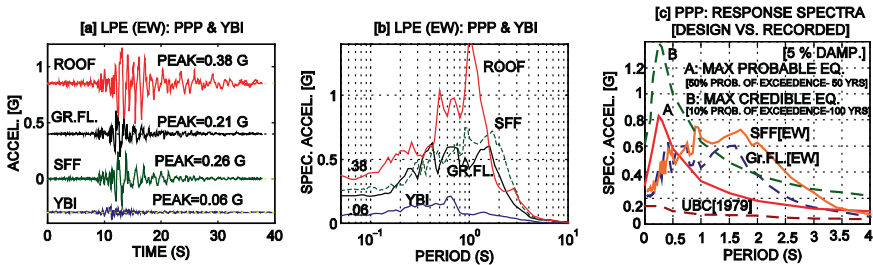 [a] LPE (EW): PPP & YBI
ACCEL. [G]
1
0.5
0
ROOF
PEAK=0.38 G
GR.FL.
PEAK=0.21 G
SFF
PEAK=0.26 G
YBI
PEAK=0.06 G
0 10 20 30 40
TIME (S)
[b] LPE (EW): PPP & YBI
SPEC. ACCEL. [G]
1
0.5
0
ROOF
SFF
.38
GR.FL.
YBI
.06
10-1 100 10
PERIOD (S)
[c] PPP: RESPONSE SPECTRA
[DESIGN VS. RECORDED]
SPEC. ACCEL. [G]
1.2
1
0.8
0.6
0.4
0.2
0
[5 % DAMP.]
B
A: MAX PROBABLE EQ.
[50% PROB. OF EXCEEDENCE- 50 YRS]
B: MAX CREDIBLE EQ.
[10% PROB. OF EXCEEDENCE-100 YRS]
A
SFF[EW]
Gr.FL.[EW]
UBC[1979]
0 0.5 1 1.5 2 2.5 3 3.5 4
PERIOD (S)